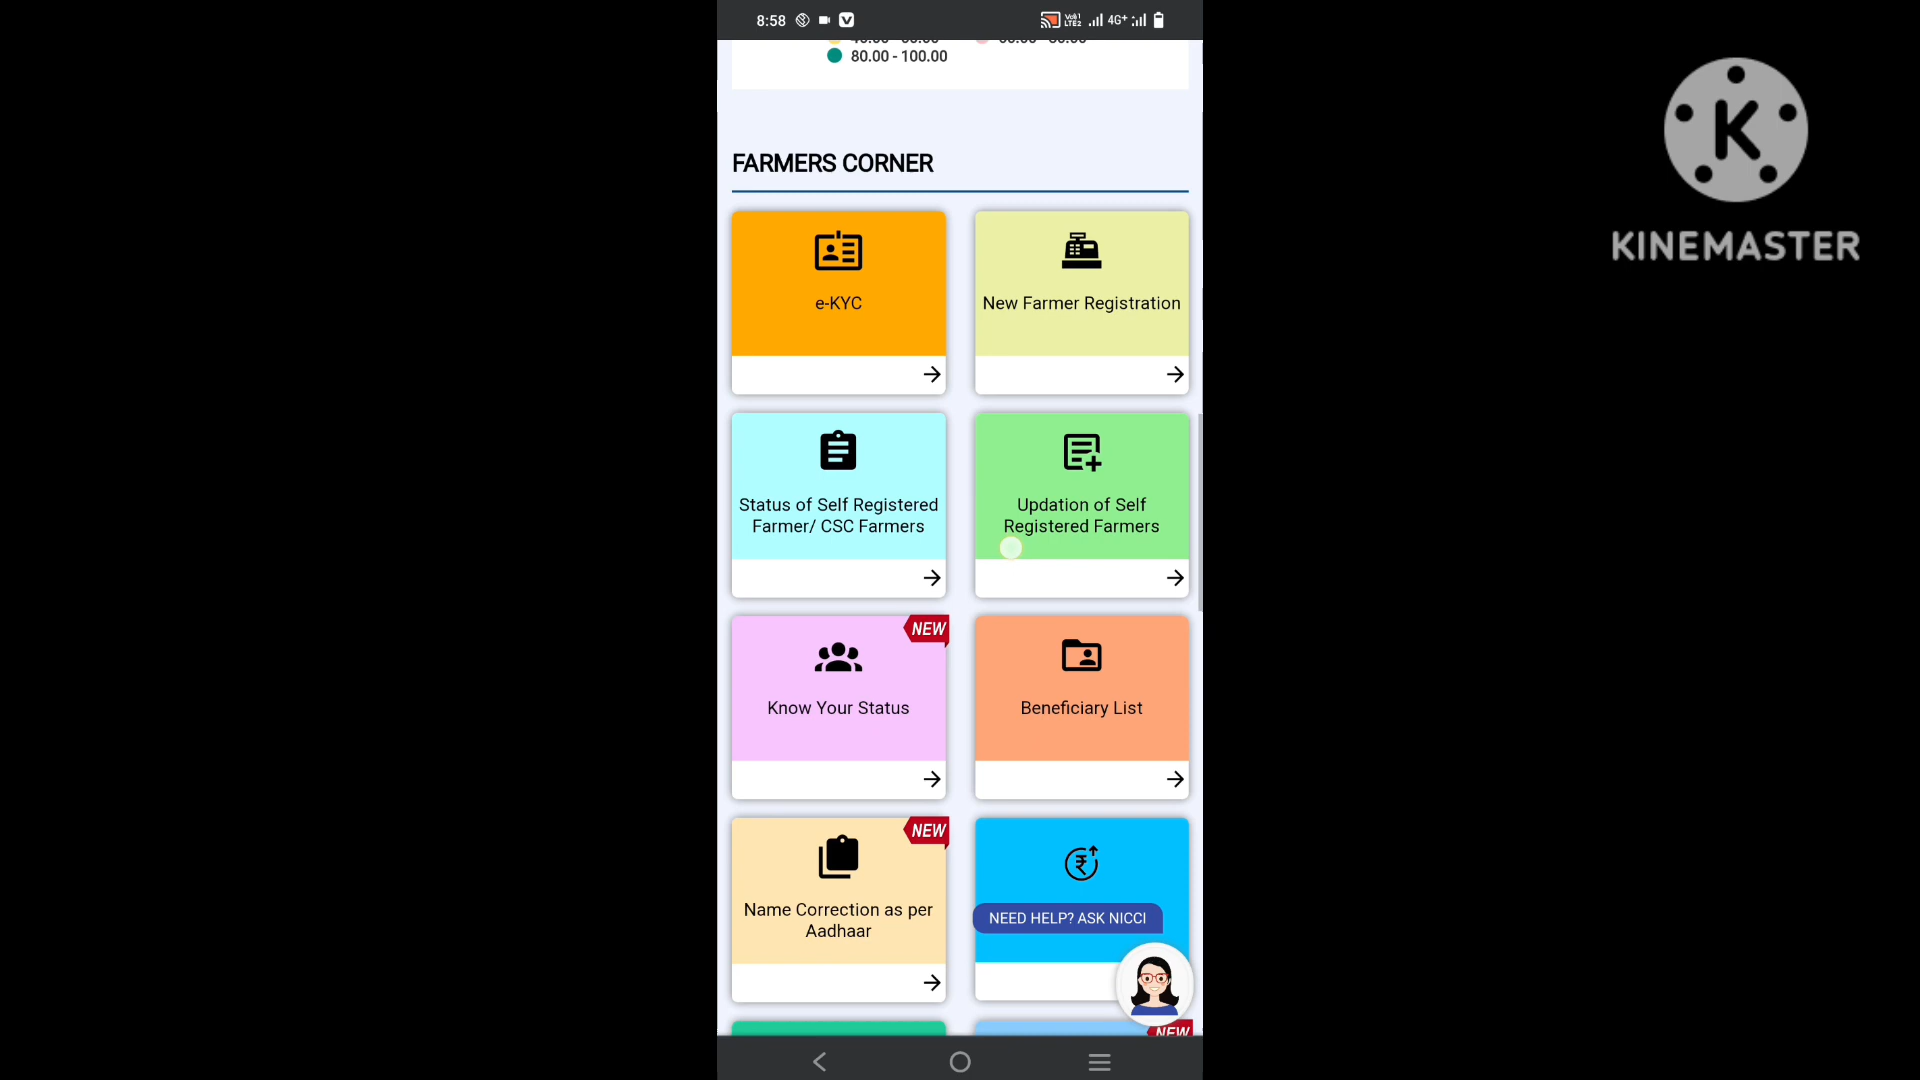 8:58
Vo1
LTE2
4G+
80.00 - 100.00
FARMERS CORNER
e-KYC
New Farmer Registration
Status of Self Registered
Farmer/ CSC Farmers
Updation of Self
Registered Farmers
NEW
Know Your Status
Beneficiary List
NEW
Name Correction as per
Aadhaar
NEED HELP? ASK NICCI
NEW
K
KINEMASTER